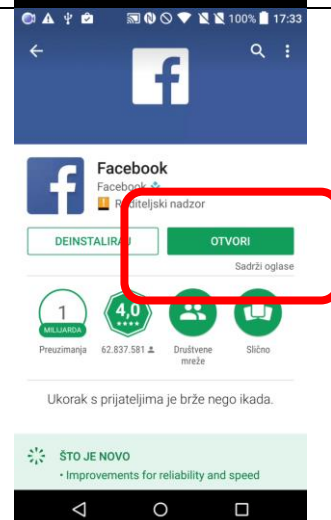 100% 17:33
f
f
Facebook
Facebook
Roditeljski nadzor
DEINSTALIRAJ
OTVORI
Sadrži oglase
1
MILIJARDA
4,0
Preuzimanja
62.837.581
Društvene
mreže
Slično
Ukorak s prijateljima je brže nego ikada.
ŠTO JE NOVO
• Improvements for reliability and speed